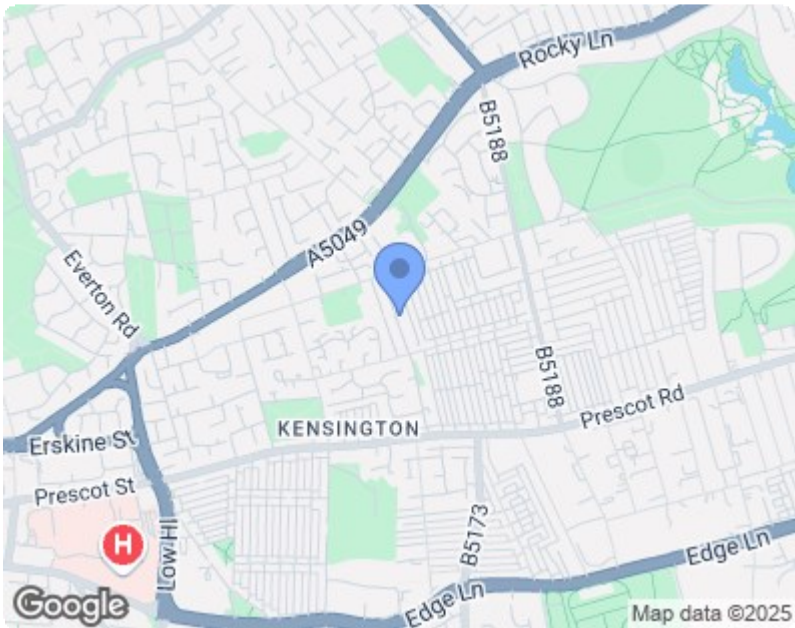 Rocky Ln
B5188
A5049
Everton Rd
B5188
Prescot Rd
KENSINGTON
Erskine St
Prescot St
H
Low Hl
B5173
Edge Ln
Edge Ln
Google
Map data ©2025